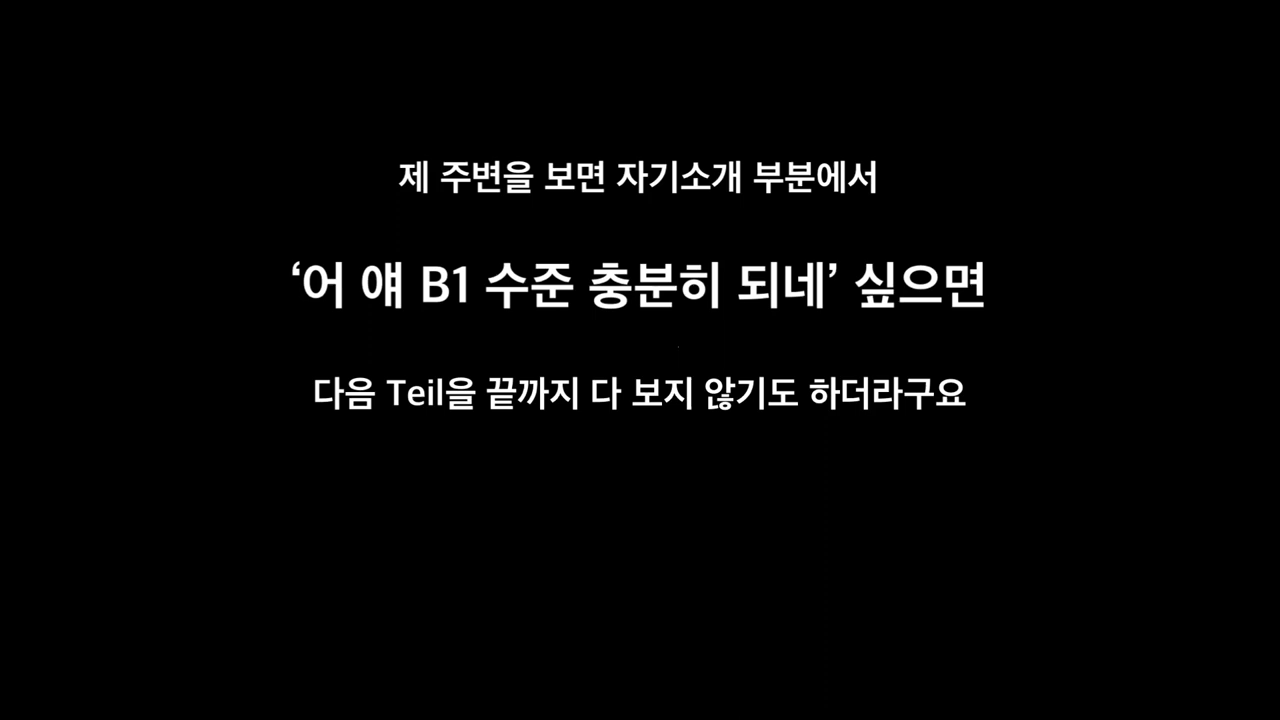 제 주변을 보면 자기소개 부분에서
‘어 얘 B1 수준 충분히 되네’ 싶으면
다음 Teil을 끝까지 다 보지 않기도 하더라구요